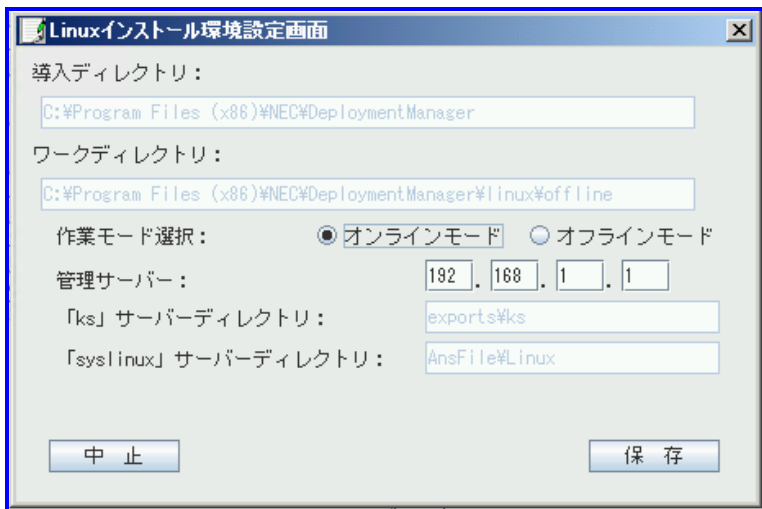 Linuxインストール環境設定画面
導入ディレクトリ：
C:¥Program Files (x86)¥NEC¥DeploymentManager
ワークディレクトリ：
C:¥Program Files (x86)¥NEC¥DeploymentManager¥linux¥offline
作業モード選択： オンラインモード オフラインモード
管理サーバー： 192 . 168 . 1 . 1
「ks」サーバーディレクトリ： exports¥ks
「syslinux」サーバーディレクトリ： AnsFile¥Linux
中 止 保 存